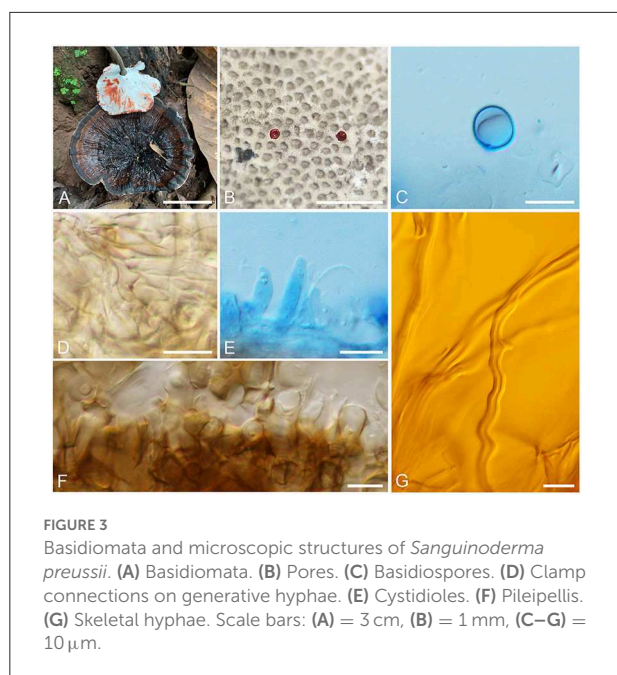 A
B
C
D
E
F
G
FIGURE 3
Basidiomata and microscopic structures of Sanguinoderma
preussii. (A) Basidiomata. (B) Pores. (C) Basidiospores. (D) Clamp
connections on generative hyphae. (E) Cystidioles. (F) Pileipellis.
(G) Skeletal hyphae. Scale bars: (A) = 3 cm, (B) = 1 mm, (C–G) =
10 μm.